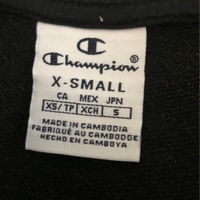 Champion
X-SMALL
CA MEX JPN
XS/TP XCH S
MADE IN CAMBODIA
FABRIQUÉ AU CAMBODGE
HECHO EN CAMBOYA